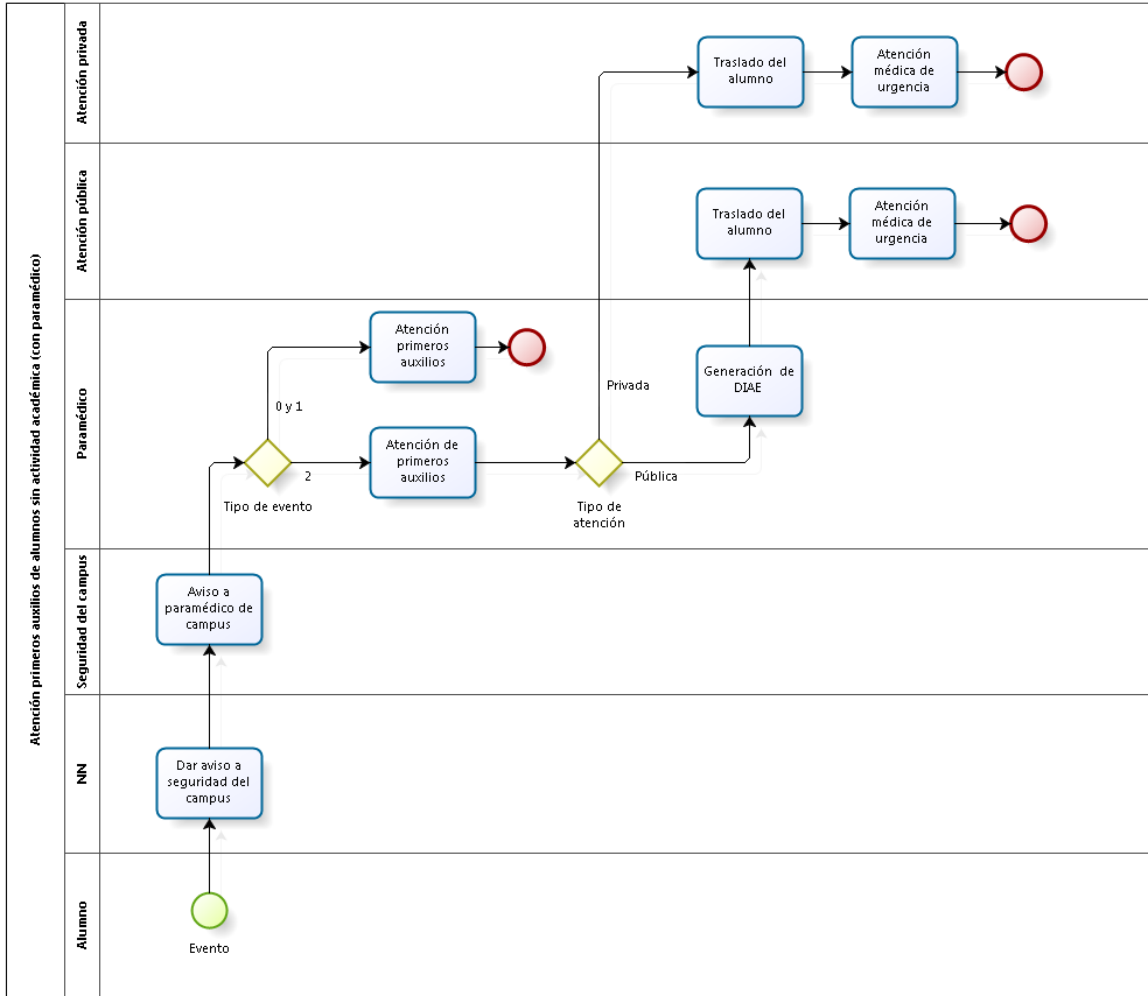 Atención primeros auxilios de alumnos sin actividad académica (con paramédico)
Atención privada
Traslado del
alumno
Atención
médica de
urgencia
Atención pública
Traslado del
alumno
Atención
médica de
urgencia
Paramédico
Atención
primeros
auxilios
0 y 1
Tipo de evento
2
Atención de
primeros
auxilios
Privada
Tipo de
atención
Pública
Generación de
DIAE
Seguridad del campus
Aviso a
paramédico de
campus
NN
Dar aviso a
seguridad del
campus
Alumno
Evento